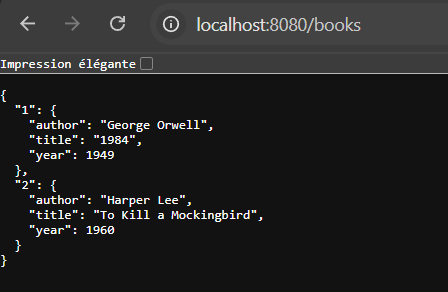 localhost:8080/books
Impression élégante
{
  "1": {
    "author": "George Orwell",
    "title": "1984",
    "year": 1949
  },
  "2": {
    "author": "Harper Lee",
    "title": "To Kill a Mockingbird",
    "year": 1960
  }
}